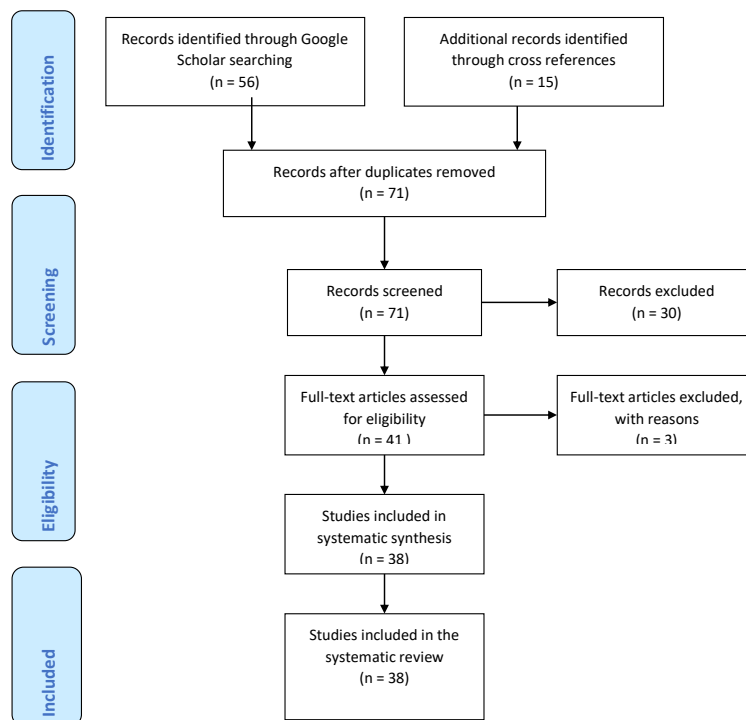 Identification
Records identified through Google
Scholar searching
(n = 56)
Additional records identified
through cross references
(n = 15)
Records after duplicates removed
(n = 71)
Screening
Records screened
(n = 71)
Records excluded
(n = 30)
Eligibility
Full-text articles assessed
for eligibility
(n = 41)
Full-text articles excluded,
with reasons
(n = 3)
Studies included in
systematic synthesis
(n = 38)
Included
Studies included in the
systematic review
(n = 38)